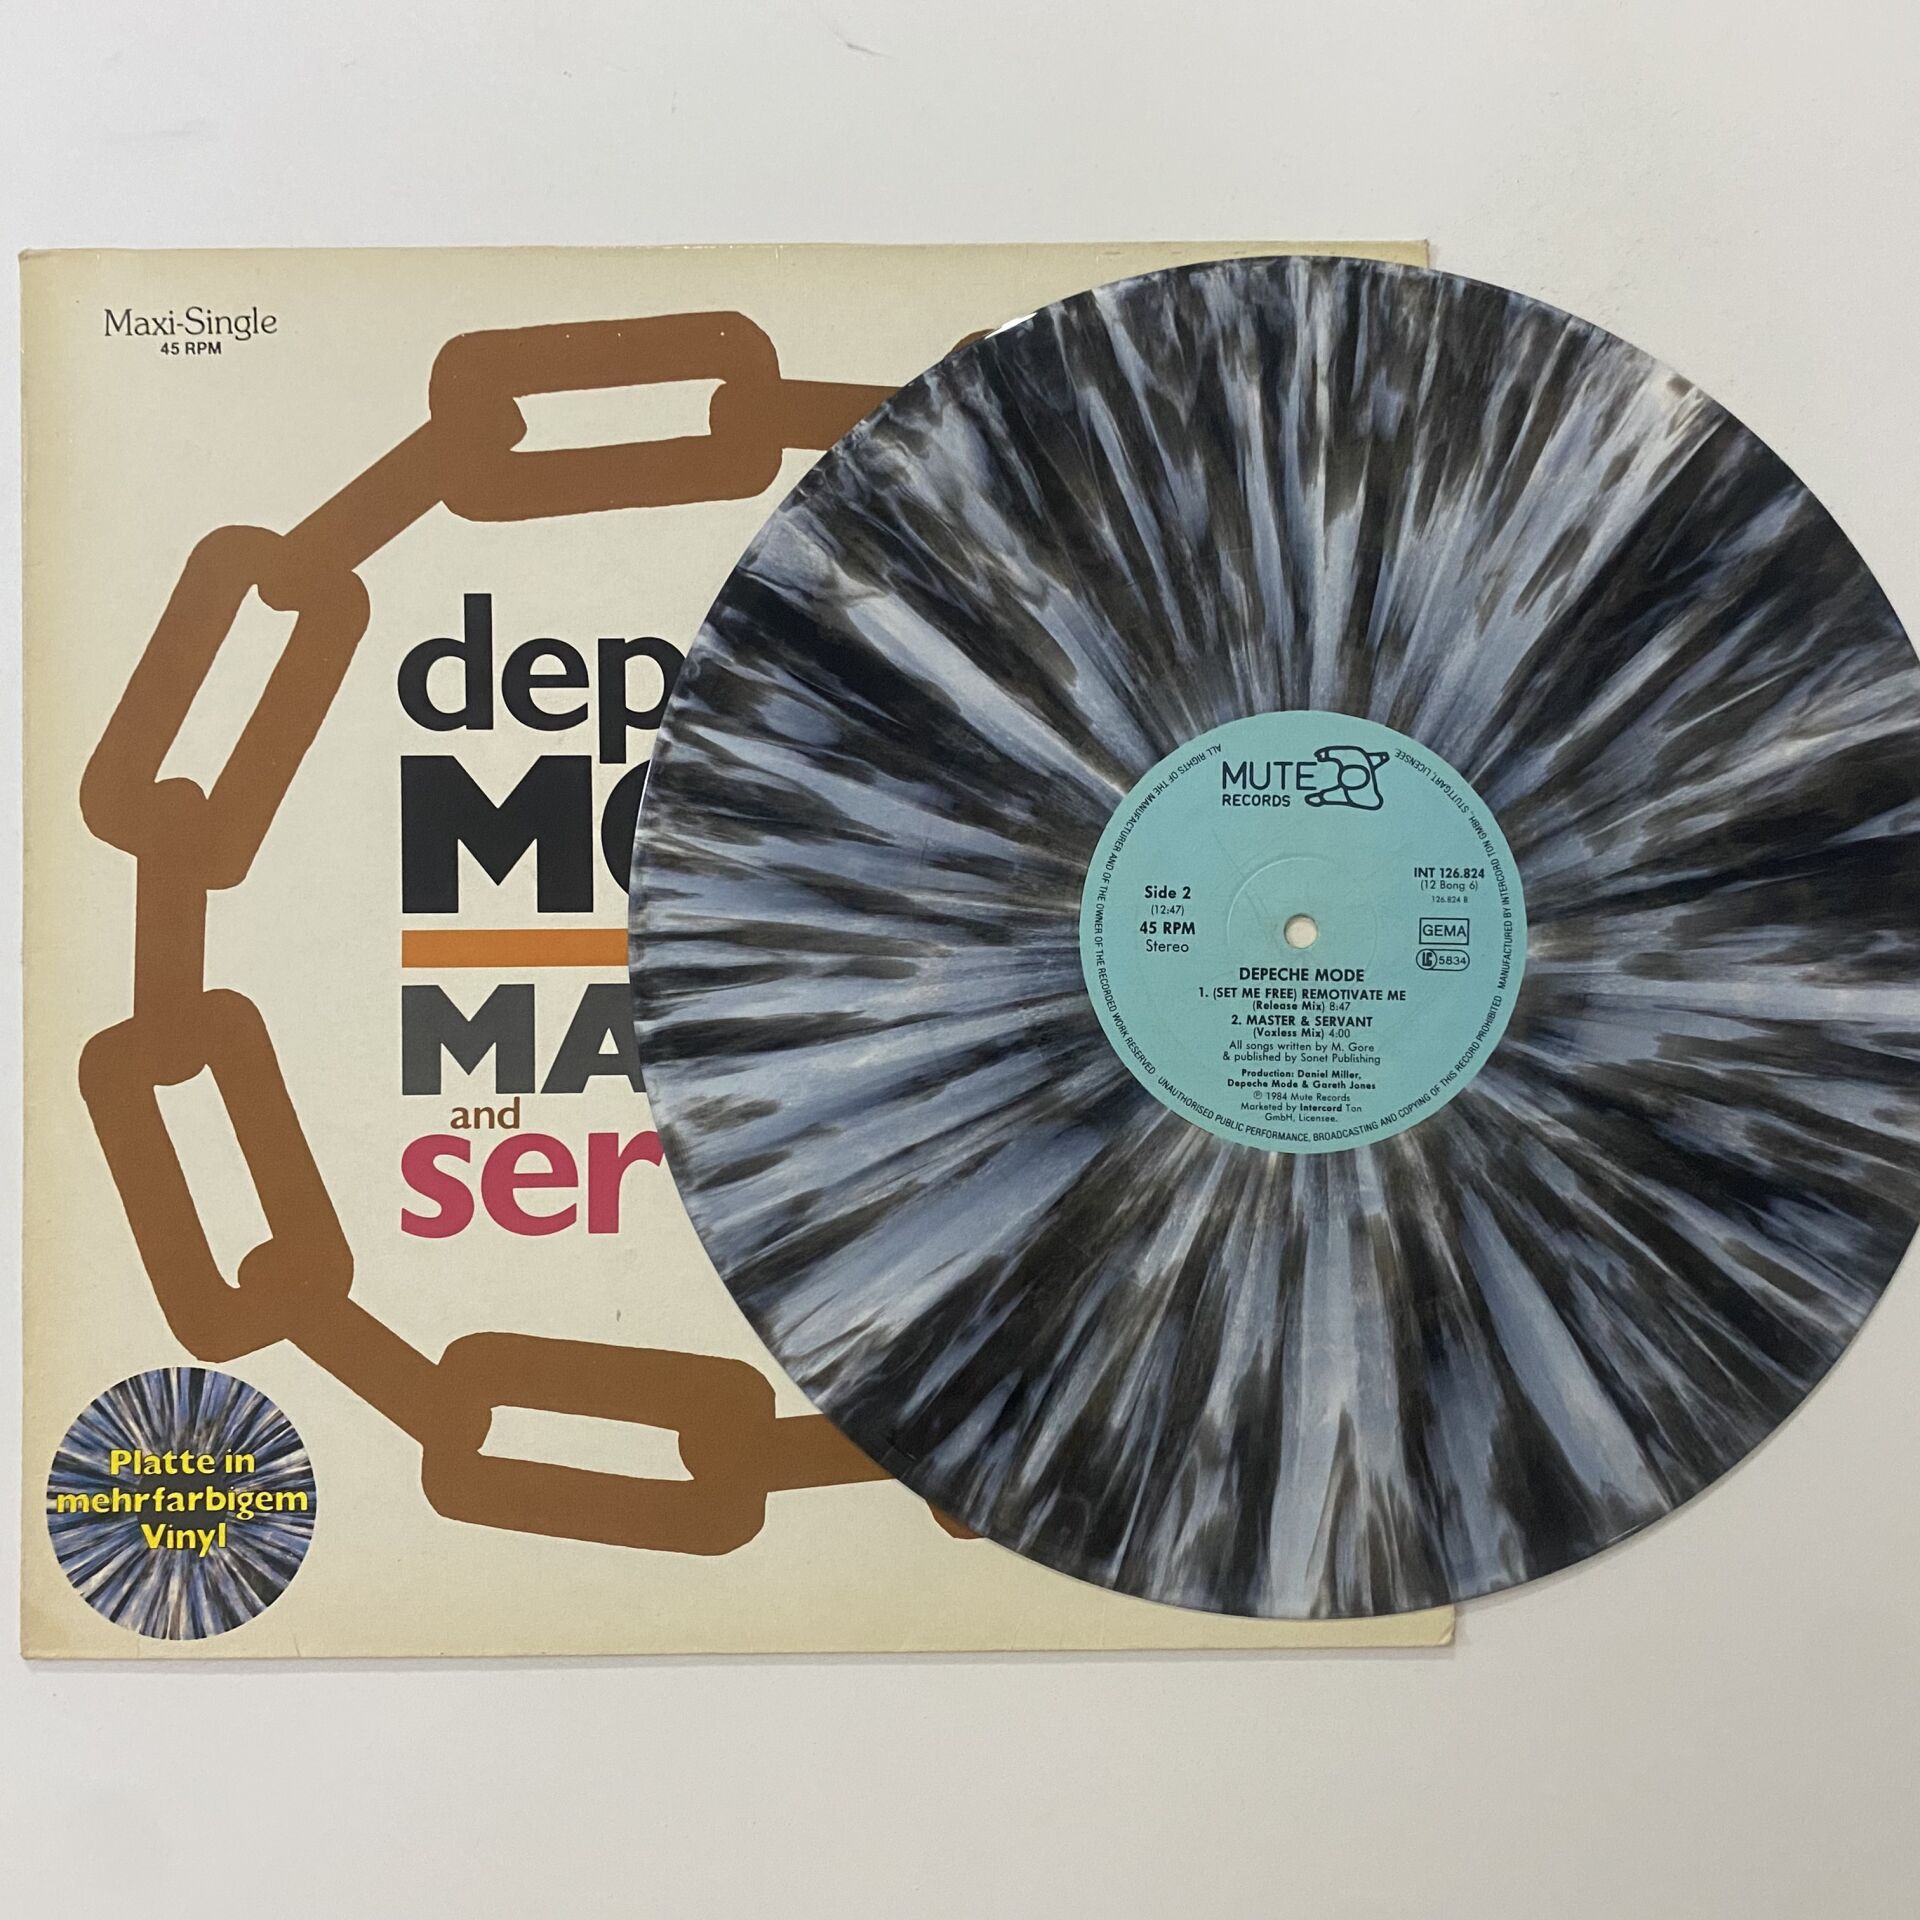 Maxi-Single
45 RPM
dep
MO
MA
and
ser
Platte in
mehrfarbigem
Vinyl
MUTE
RECORDS
Side 2
(12:47)
45 RPM
Stereo
INT 126.824
(12 Bong 6)
126.824 B
GEMA
LC 5834
DEPECHE MODE
1. (SET ME FREE) REMOTIVATE ME
(Release Mix) 8:47
2. MASTER & SERVANT
(Voxless Mix) 4:00
All songs written by M. Gore
& published by Sonet Publishing
Production: Daniel Miller,
Depeche Mode & Gareth Jones
℗ 1984 Mute Records
Marketed by Intercord Ton
GmbH, Licensee.
ALL RIGHTS OF THE MANUFACTURER AND OF THE OWNER OF THE RECORDED WORK RESERVED UNAUTHORISED PUBLIC PERFORMANCE, BROADCASTING AND COPYING OF THIS RECORD PROHIBITED MANUFACTURED BY INTERCORD TON GMBH., STUTTGART, LICENSEE